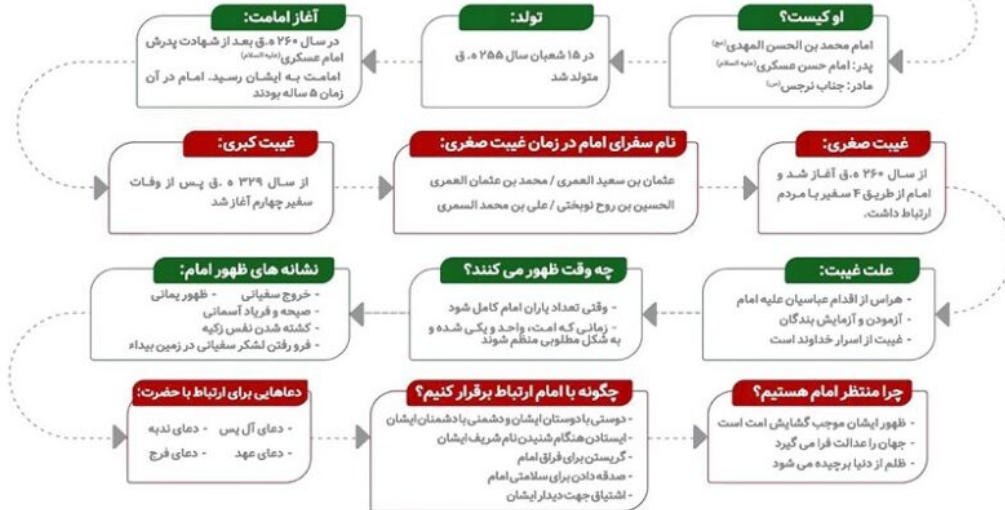 او کیست؟
امام محمد بن الحسن المهدی (عج)
پدر: امام حسن عسکری (علیه السلام)
مادر: جناب نرجس (س)
تولد:
در ۱۵ شعبان سال ۲۵۵ ه. ق
متولد شد
آغاز امامت:
در سال ۲۶۰ ه.ق بعد از شهادت پدرش
امام عسکری (علیه السلام)
امامت به ایشان رسید. امام در آن
زمان ۵ ساله بودند
غیبت صغری:
از سال ۲۶۰ ه.ق آغاز شد و
امام از طریق ۴ سفیر با مردم
ارتباط داشت.
نام سفرای امام در زمان غیبت صغری:
عثمان بن سعید العمری / محمد بن عثمان العمری
الحسین بن روح نوبختی / علی بن محمد السمری
غیبت کبری:
از سال ۳۲۹ ه .ق پس از وفات
سفیر چهارم آغاز شد
علت غیبت:
- هراس از اقدام عباسیان علیه امام
- آزمودن و آزمایش بندگان
- غیبت از اسرار خداوند است
چه وقت ظهور می کنند؟
- وقتی تعداد یاران امام کامل شود
- زمانی که امت، واحد و یکی شده و
به شکل مطلوبی منظم شوند
نشانه های ظهور امام:
- خروج سفیانی - ظهور یمانی
- صیحه و فریاد آسمانی
- کشته شدن نفس زکیه
- فرو رفتن لشکر سفیانی در زمین بیداء
چرا منتظر امام هستیم؟
- ظهور ایشان موجب گشایش امت است
- جهان را عدالت فرا می گیرد
- ظلم از دنیا برچیده می شود
چگونه با امام ارتباط برقرار کنیم؟
- دوستی با دوستان ایشان و دشمنی با دشمنان ایشان
- ایستادن هنگام شنیدن نام شریف ایشان
- گریستن برای فراق امام
- صدقه دادن برای سلامتی امام
- اشتیاق جهت دیدار ایشان
دعاهایی برای ارتباط با حضرت:
- دعای آل یس - دعای ندبه
- دعای عهد - دعای فرج